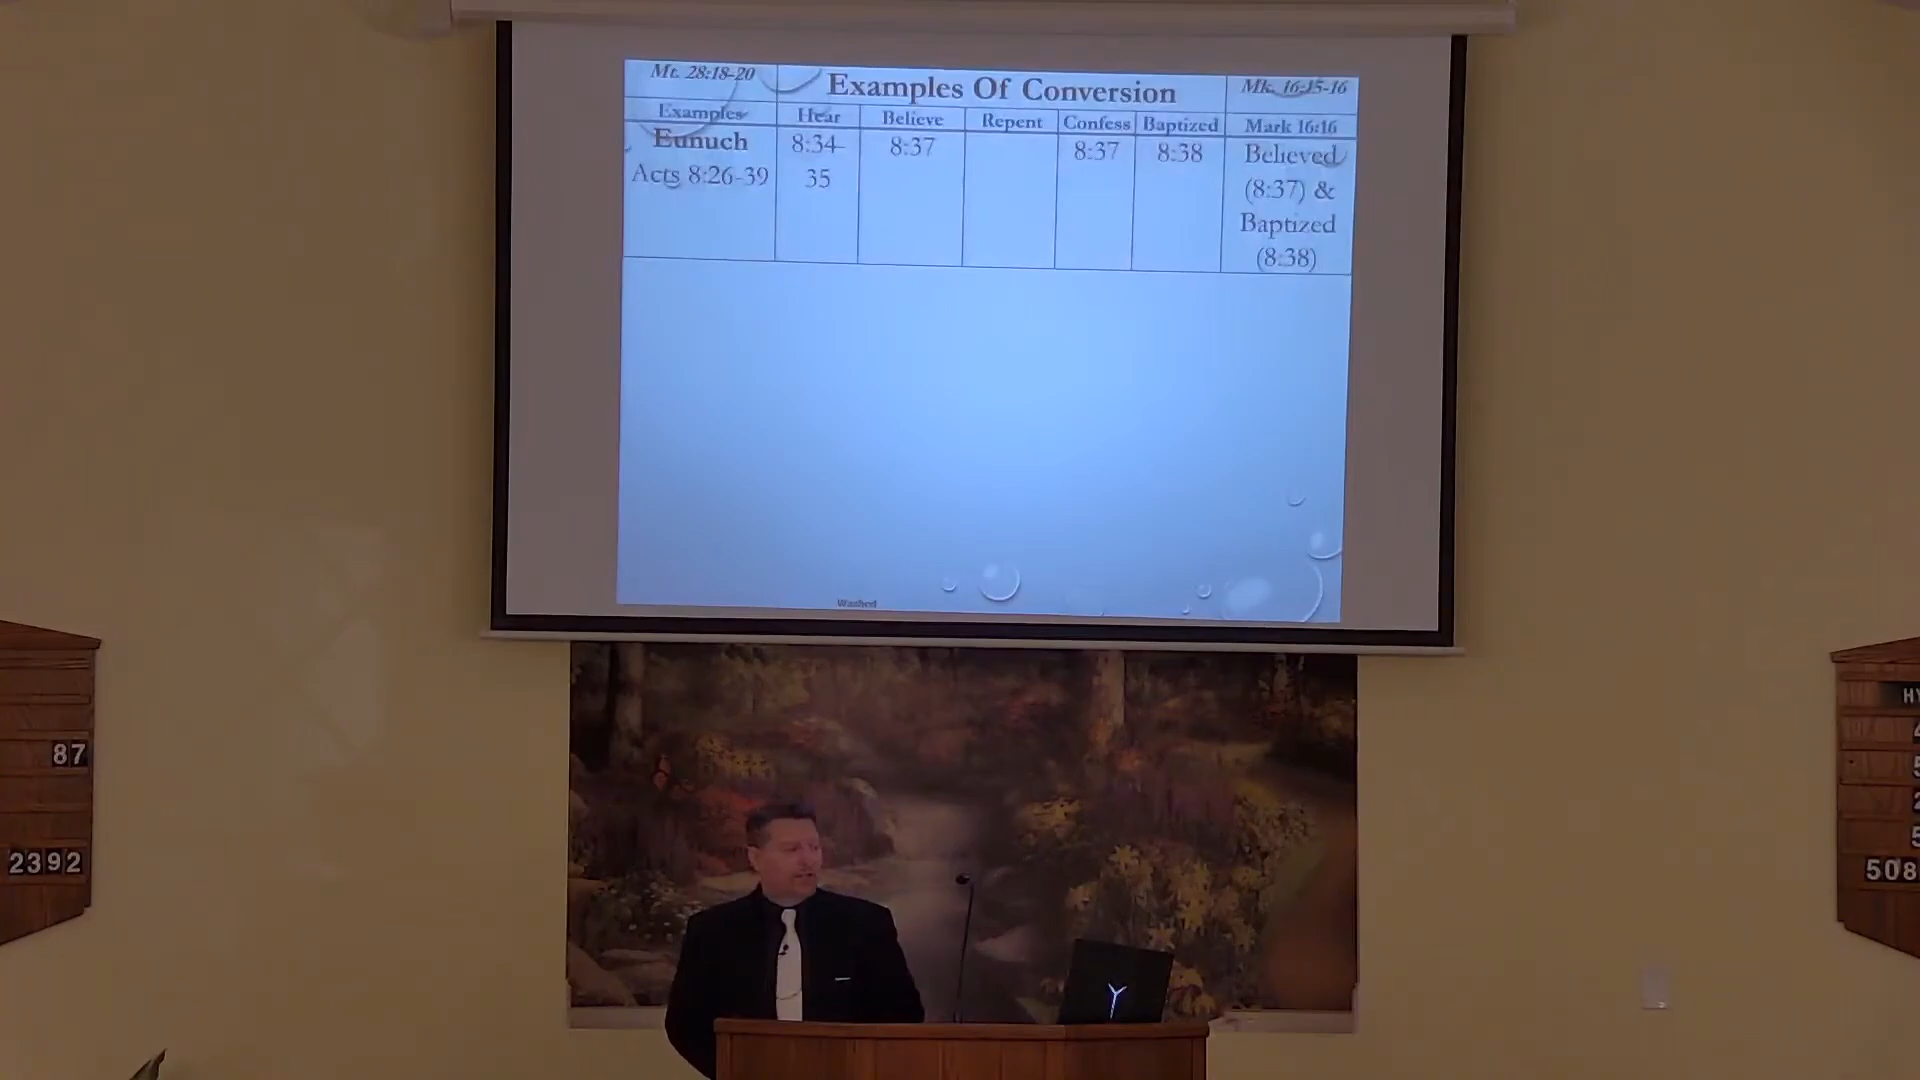 Mt. 28:18-20
Examples Of Conversion
Mk. 16:15-16
Examples
Hear
Believe
Repent
Confess
Baptized
Mark 16:16
Eunuch
Acts 8:26-39
8:34-
35
8:37
8:37
8:38
Believed
(8:37) &
Baptized
(8:38)
Washed
87
2392
HY
508